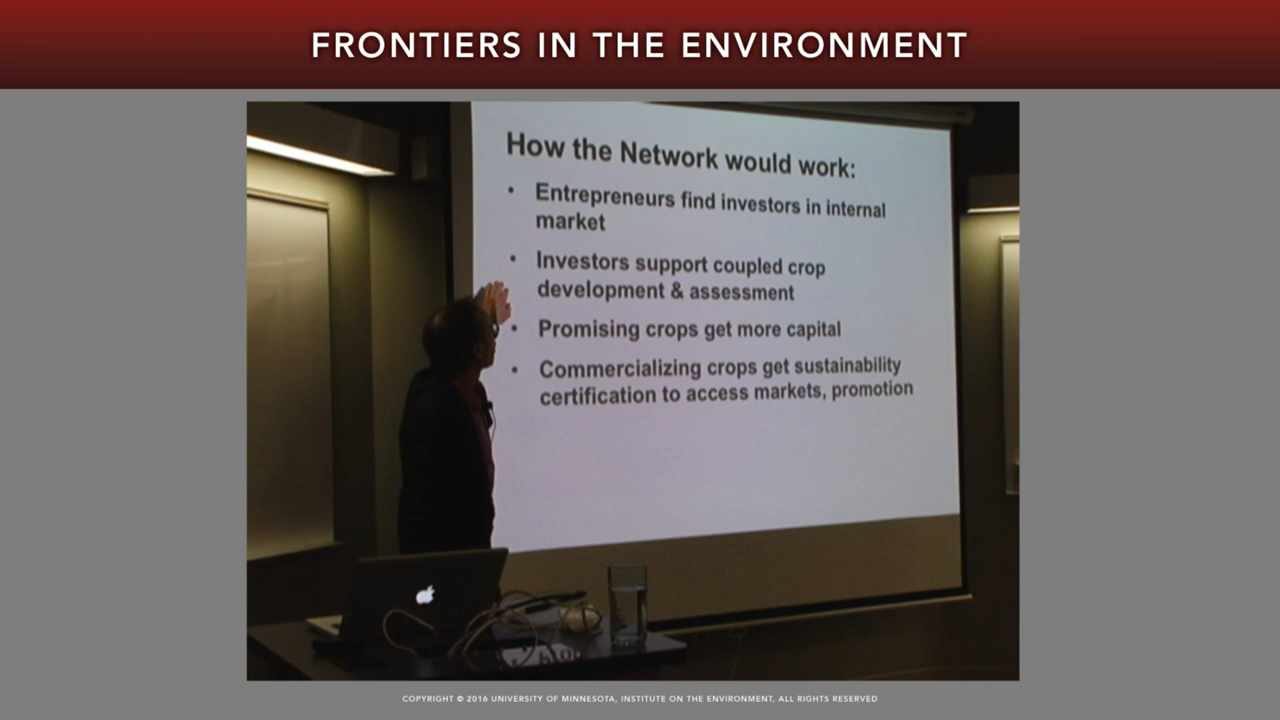 FRONTIERS IN THE ENVIRONMENT
How the Network would work:
• Entrepreneurs find investors in internal
market
• Investors support coupled crop
development & assessment
• Promising crops get more capital
• Commercializing crops get sustainability
certification to access markets, promotion
COPYRIGHT © 2016 UNIVERSITY OF MINNESOTA, INSTITUTE ON THE ENVIRONMENT, ALL RIGHTS RESERVED